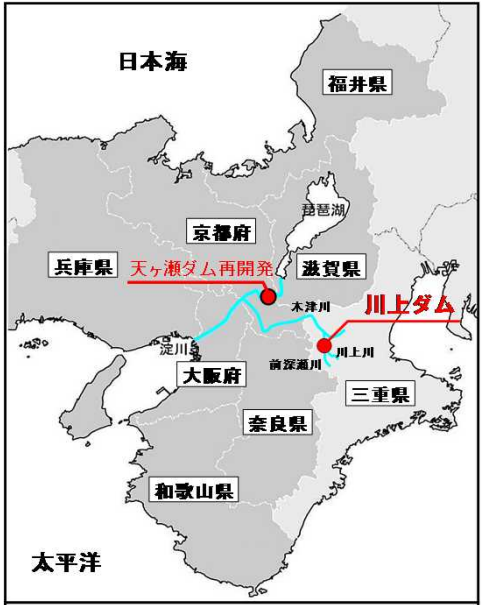 日本海
福井県
琵琶湖
京都府
兵庫県
天ヶ瀬ダム再開発
滋賀県
木津川
川上ダム
淀川
前深瀬川
川上川
大阪府
三重県
奈良県
和歌山県
太平洋